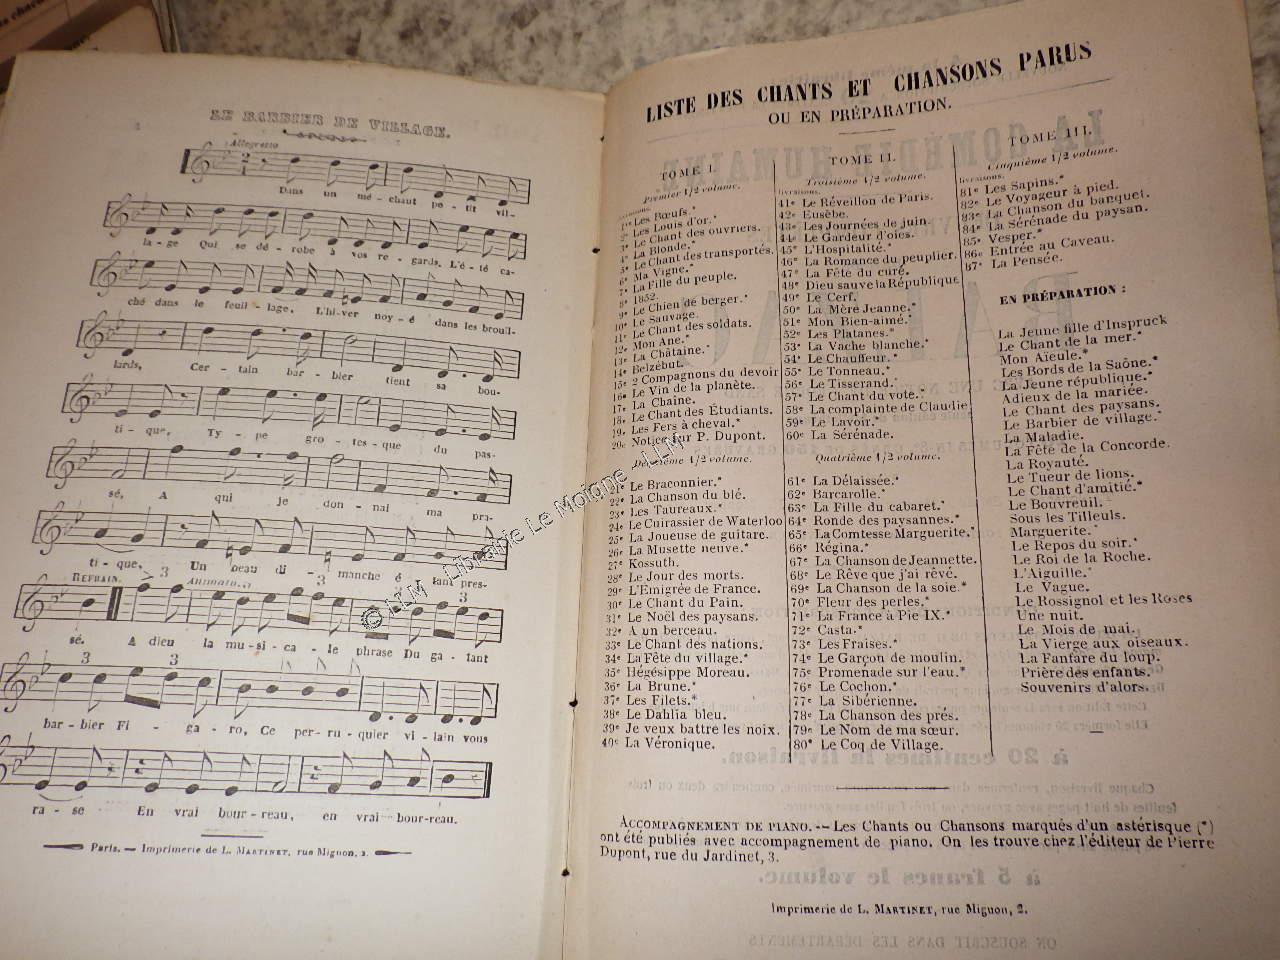 LE BARBIER DE VILLAGE.
Allegretto
Dans un mé - chant pe - tit vil-
la - ge Qui se dé - robe à vos re - gards, L'é - té ca-
ché dans le feuil - lage, L'hi-ver noy - é dans les brouil-
lards, Cer - tain bar - bier tient sa bou-
ti - que, Ty - pe gro - tes - que du pas-
sé, A qui je don - nai ma pra-
ti - que, Un beau di - manche é - tant pres-
REFRAIN. Animato.
sé. A dieu la mu - si - ca - le phrase Du ga - lant
bar - bier Fi - ga - ro, Ce per - ru - quier vi - lain vous
ra - se En vrai bour - reau, en vrai bour-reau.
Paris. — Imprimerie de L. MARTINET, rue Mignon, 2.
LISTE DES CHANTS ET CHANSONS PARUS
OU EN PRÉPARATION.
TOME I.
Premier 1/2 volume.
livraisons.
1re Les Bœufs.*
2e Les Louis d'or.*
3e Le Chant des ouvriers.
4e La Blonde.*
5e Le Chant des transportés.
6e Ma Vigne.*
7e La Fille du peuple.
8e 1852.
9e Le Chien de berger.*
10e Le Sauvage.
11e Le Chant des soldats.
12e Mon Ane.*
13e La Châtaine.*
14e Belzébut.
15e 2 Compagnons du devoir
16e Le Vin de la planète.
17e La Chaine.
18e Le Chant des Étudiants.
19e Les Fers à cheval.*
20e Notice sur P. Dupont.
Deuxième 1/2 volume.
21e Le Braconnier.*
22e La Chanson du blé.
23e Les Taureaux.*
24e Le Cuirassier de Waterloo
25e La Joueuse de guitare.
26e La Musette neuve.*
27e Kossuth.
28e Le Jour des morts.
29e L'Émigrée de France.
30e Le Chant du Pain.
31e Le Noël des paysans.
32e A un berceau.
33e Le Chant des nations.
34e La Fête du village.*
35e Hégésippe Moreau.
36e La Brune.*
37e Les Filets.*
38e Le Dahlia bleu.
39e Je veux battre les noix.
40e La Véronique.
TOME II.
Troisième 1/2 volume.
livraisons.
41e Le Réveillon de Paris.
42e Eusèbe.
43e Les Journées de juin.
44e Le Gardeur d'oies.
45e L'Hospitalité.*
46e La Romance du peuplier.
47e La Fête du curé.
48e Dieu sauve la République
49e Le Cerf.
50e La Mère Jeanne.*
51e Mon Bien-aimé.*
52e Les Platanes.*
53e La Vache blanche.*
54e Le Chauffeur.*
55e Le Tonneau.*
56e Le Tisserand.*
57e Le Chant du vote.*
58e La complainte de Claudie
59e Le Lavoir.*
60e La Sérénade.
Quatrième 1/2 volume.
61e La Délaissée.*
62e Barcarolle.*
63e La Fille du cabaret.*
64e Ronde des paysannes.*
65e La Comtesse Marguerite.*
66e Régina.*
67e La Chanson de Jeannette.
68e Le Rêve que j'ai rêvé.
69e La Chanson de la soie.*
70e Fleur des perles.*
71e La France à Pie IX.*
72e Casta.*
73e Les Fraises.*
74e Le Garçon de moulin.
75e Promenade sur l'eau.*
76e Le Cochon.*
77e La Sibérienne.
78e La Chanson des prés.
79e Le Nom de ma sœur.
80e Le Coq de Village.
TOME III.
Cinquième 1/2 volume.
livraisons.
81e Les Sapins.*
82e Le Voyageur à pied.
83e La Chanson du banquet.
84e La Sérénade du paysan.
85e Vesper.*
86e Entrée au Caveau.
87e La Pensée.
EN PRÉPARATION :
La Jeune fille d'Inspruck
Le Chant de la mer.*
Mon Aïeule.*
Les Bords de la Saône.*
La Jeune république.*
Adieux de la mariée.
Le Chant des paysans.
Le Barbier de village.*
La Maladie.
La Fête de la Concorde.
La Royauté.
Le Tueur de lions.
Le Chant d'amitié.*
Le Bouvreuil.
Sous les Tilleuls.
Marguerite.*
Le Repos du soir.*
Le Roi de la Roche.
L'Aiguille.*
Le Vague.
Le Rossignol et les Roses
Une nuit.
Le Mois de mai.
La Vierge aux oiseaux.
La Fanfare du loup.
Prière des enfants.
Souvenirs d'alors.
ACCOMPAGNEMENT DE PIANO. — Les Chants ou Chansons marqués d'un astérisque (*)
ont été publiés avec accompagnement de piano. On les trouve chez l'éditeur de Pierre
Dupont, rue du Jardinet, 3.
Imprimerie de L. MARTINET, rue Mignon, 2.
© LLM - Librairie Le Moigne - LLM